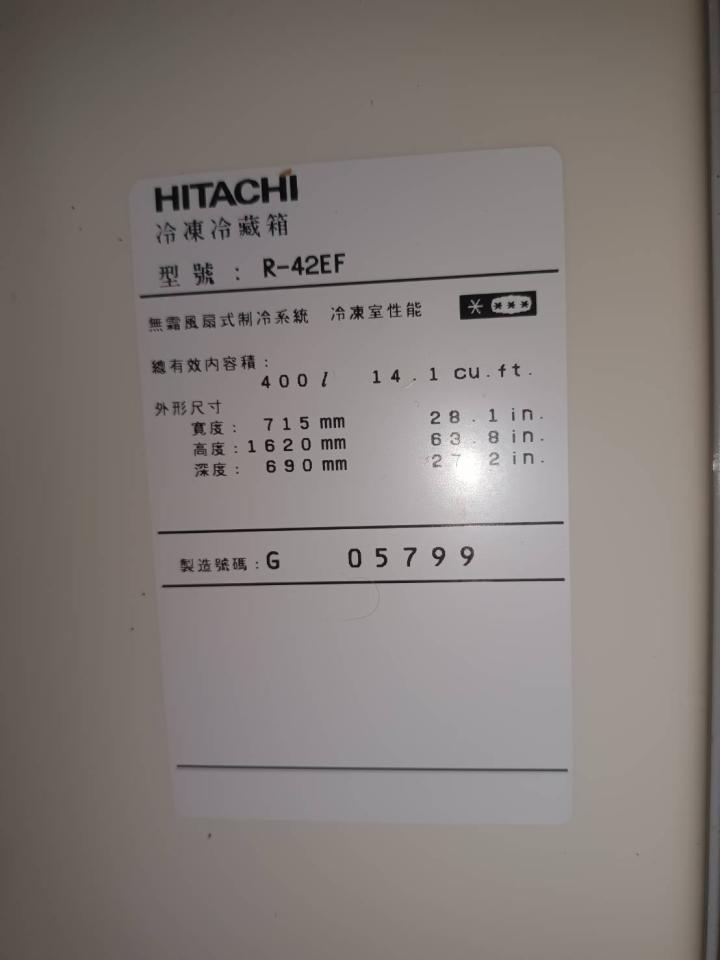 HITACHI
冷凍冷藏箱
型號：R-42EF
無霜風扇式制冷系統 冷凍室性能 * ***
總有效內容積：
400 l 14.1 cu.ft.
外形尺寸
寬度：715 mm 28.1 in.
高度：1620 mm 63.8 in.
深度：690 mm 27.2 in.
製造號碼：G 05799